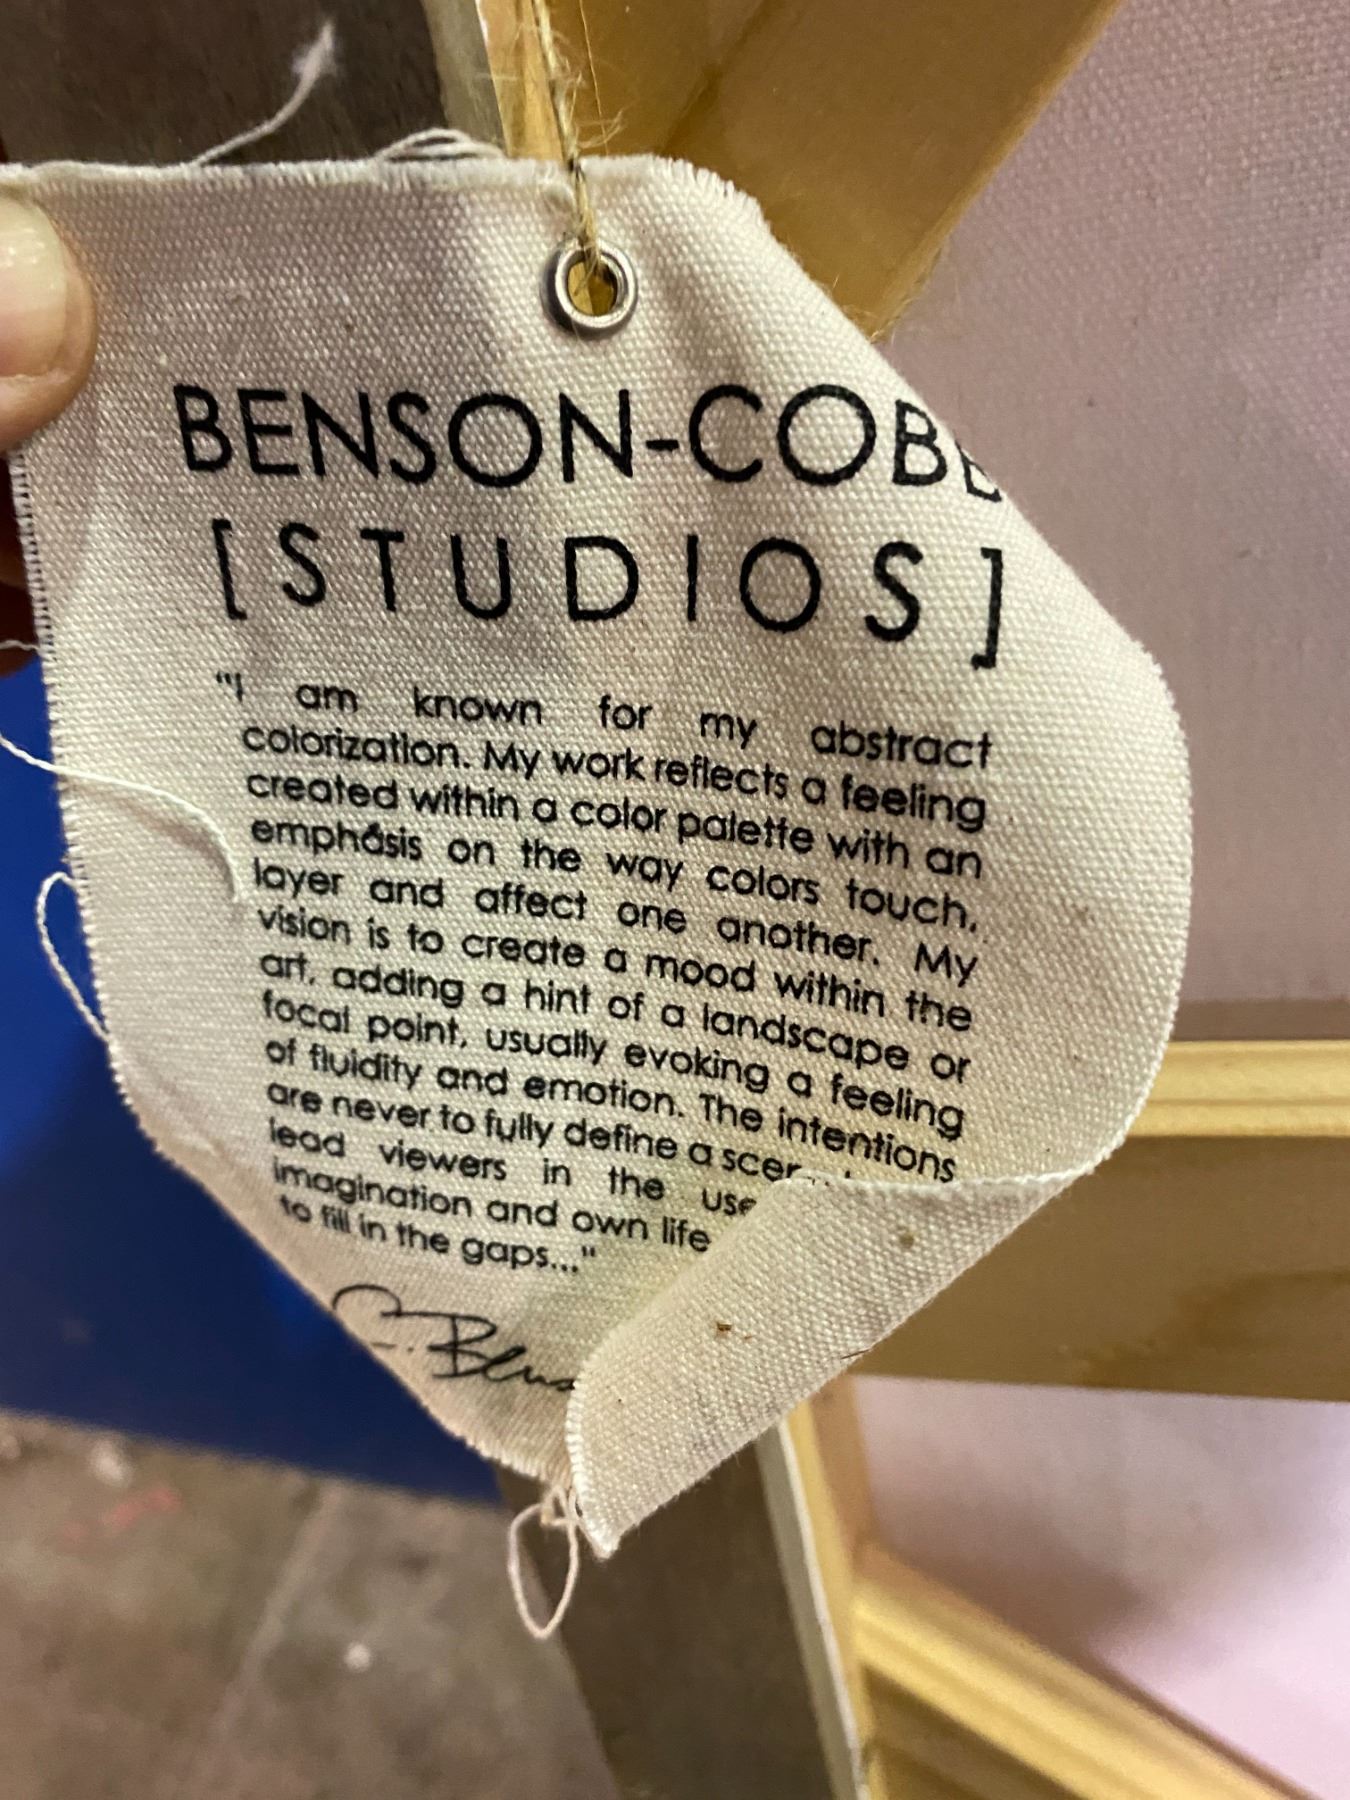 BENSON-COBB
[STUDIOS]
"I am known for my abstract
colorization. My work reflects a feeling
created within a color palette with an
emphasis on the way colors touch,
layer and affect one another. My
vision is to create a mood within the
art, adding a hint of a landscape or
focal point, usually evoking a feeling
of fluidity and emotion. The intentions
are never to fully define a
lead viewers in the
imagination and own life
to fill in the gaps..."